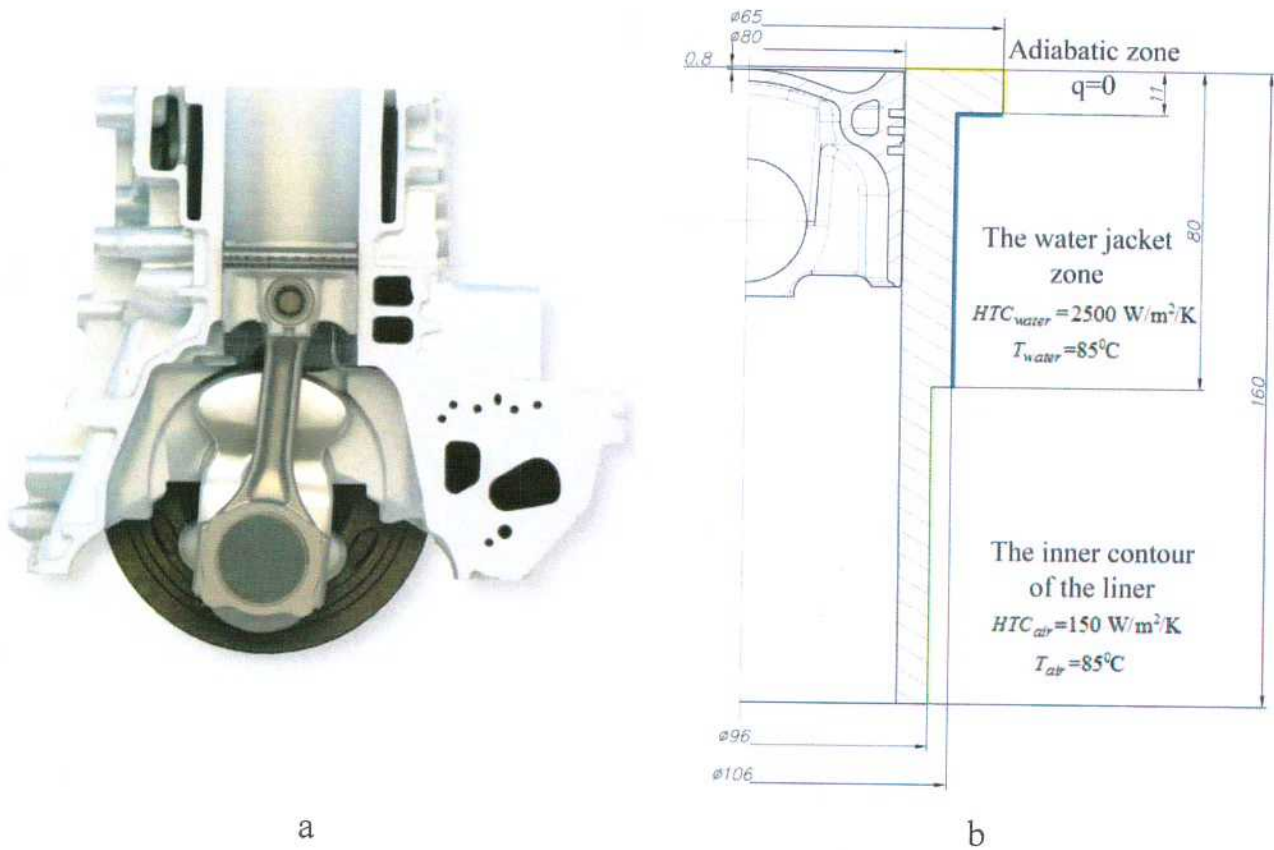 ø65
ø80
0.8
Adiabatic zone
q=0
11
The water jacket
zone
HTCwater=2500 W/m²/K
Twater=85⁰C
80
160
The inner contour
of the liner
HTCair=150 W/m²/K
Tair=85⁰C
ø96
ø106
a
b